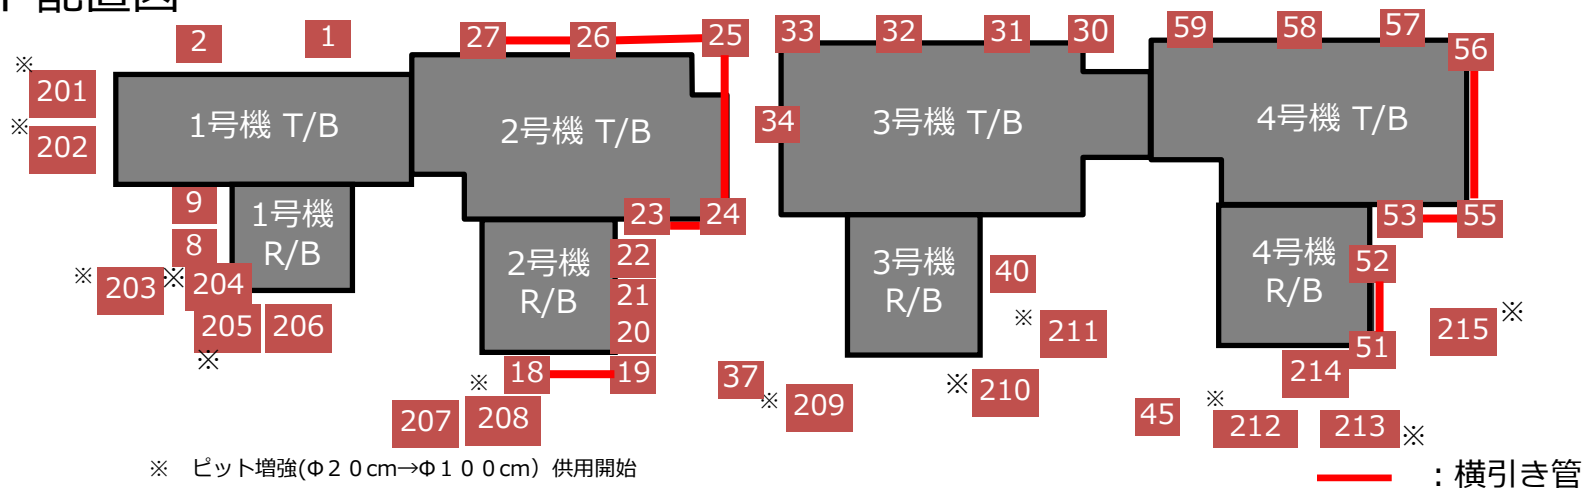 配置図
2 1 27 26 25 33 32 31 30 59 58 57 56
※ 201
※ 202
1号機 T/B
2号機 T/B
34
3号機 T/B
4号機 T/B
9
8
1号機
R/B
23 24
22
21
20
2号機
R/B
3号機
R/B
40
53 55
52
51
4号機
R/B
※ 203
※ 204
205 206
※
※ 211
215 ※
18 19
37
214
※
207 208
※ 209
※ 210
45
※
212 213 ※
※ ピット増強(Φ20cm→Φ100cm）供用開始
：横引き管